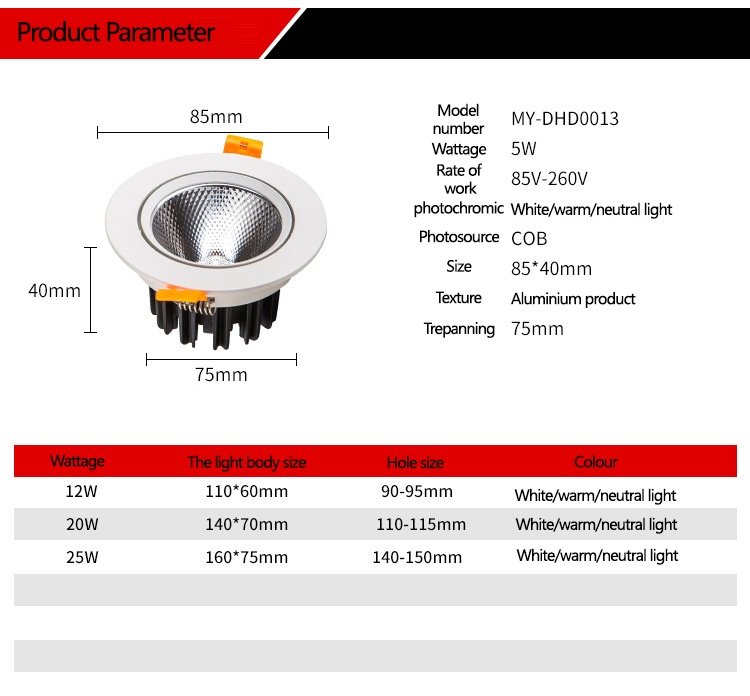 Product Parameter
85mm
40mm
75mm
Model number MY-DHD0013
Wattage 5W
Rate of work 85V-260V
photochromic White/warm/neutral light
Photosource COB
Size 85*40mm
Texture Aluminium product
Trepanning 75mm
Wattage The light body size Hole size Colour
12W 110*60mm 90-95mm White/warm/neutral light
20W 140*70mm 110-115mm White/warm/neutral light
25W 160*75mm 140-150mm White/warm/neutral light